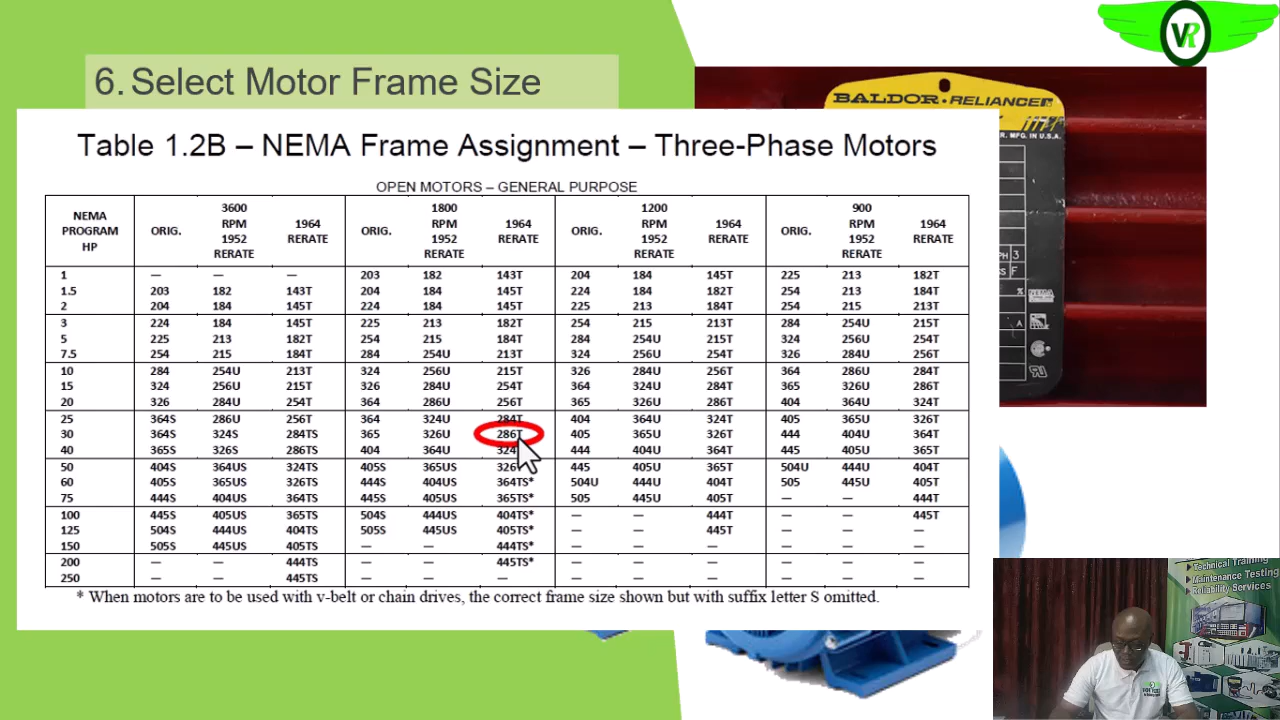 VR
6. Select Motor Frame Size
BALDOR · RELIANCE
MFG. IN U.S.A.
Table 1.2B – NEMA Frame Assignment – Three-Phase Motors
OPEN MOTORS – GENERAL PURPOSE
NEMA PROGRAM HP | ORIG. | 3600 RPM 1952 RERATE | 1964 RERATE | ORIG. | 1800 RPM 1952 RERATE | 1964 RERATE | ORIG. | 1200 RPM 1952 RERATE | 1964 RERATE | ORIG. | 900 RPM 1952 RERATE | 1964 RERATE
1 — — — 203 182 143T 204 184 145T 225 213 182T
1.5 203 182 143T 204 184 145T 224 184 182T 254 213 184T
2 204 184 145T 224 184 145T 225 213 184T 254 215 213T
3 224 184 145T 225 213 182T 254 215 213T 284 254U 215T
5 225 213 182T 254 215 184T 284 254U 215T 324 256U 254T
7.5 254 215 184T 284 254U 213T 324 256U 254T 326 284U 256T
10 284 254U 213T 324 256U 215T 326 284U 256T 364 286U 284T
15 324 256U 215T 326 284U 254T 364 324U 284T 365 326U 286T
20 326 284U 254T 364 286U 256T 365 326U 286T 404 364U 324T
25 364S 286U 256T 364 324U 284T 404 364U 324T 405 365U 326T
30 364S 324S 284TS 365 326U 286T 405 365U 326T 444 404U 364T
40 365S 326S 286TS 404 364U 324 444 404U 364T 445 405U 365T
50 404S 364US 324TS 405S 365US 326 445 405U 365T 504U 444U 404T
60 405S 365US 326TS 444S 404US 364TS* 504U 444U 404T 505 445U 405T
75 444S 404US 364TS 445S 405US 365TS* 505 445U 405T — — 444T
100 445S 405US 365TS 504S 444US 404TS* — — 444T — — 445T
125 504S 444US 404TS 505S 445US 405TS* — — 445T — — —
150 505S 445US 405TS — — 444TS* — — — — — —
200 — — 444TS — — 445TS* — — — — — —
250 — — 445TS — — — — — — — — —
* When motors are to be used with v-belt or chain drives, the correct frame size shown but with suffix letter S omitted.
PH 3
F
%
A
Technical Training
Maintenance Testing
Reliability Services